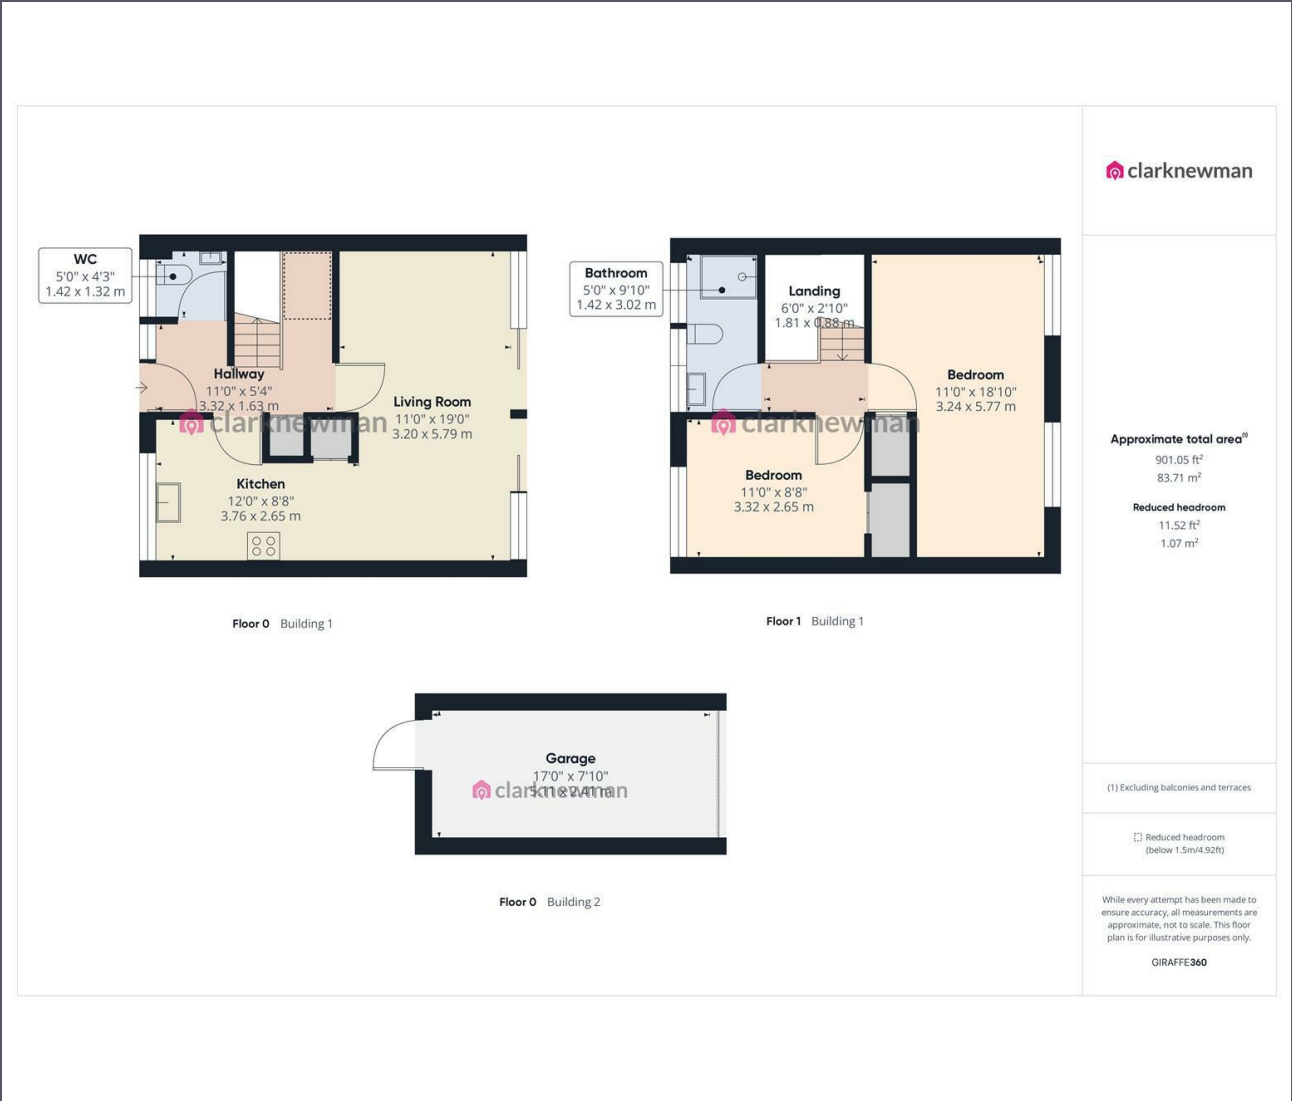 clarknewman
WC
5'0" x 4'3"
1.42 x 1.32 m
Hallway
11'0" x 5'4"
3.32 x 1.63 m
Living Room
11'0" x 19'0"
3.20 x 5.79 m
clarknewman
Kitchen
12'0" x 8'8"
3.76 x 2.65 m
Floor 0 Building 1
Bathroom
5'0" x 9'10"
1.42 x 3.02 m
Landing
6'0" x 2'10"
1.81 x 0.88 m
Bedroom
11'0" x 18'10"
3.24 x 5.77 m
clarknewman
Bedroom
11'0" x 8'8"
3.32 x 2.65 m
Floor 1 Building 1
Garage
17'0" x 7'10"
5.11 x 2.41 m
clarknewman
Floor 0 Building 2
Approximate total area(1)
901.05 ft²
83.71 m²
Reduced headroom
11.52 ft²
1.07 m²
(1) Excluding balconies and terraces
Reduced headroom
(below 1.5m/4.92ft)
While every attempt has been made to
ensure accuracy, all measurements are
approximate, not to scale. This floor
plan is for illustrative purposes only.
GIRAFFE360